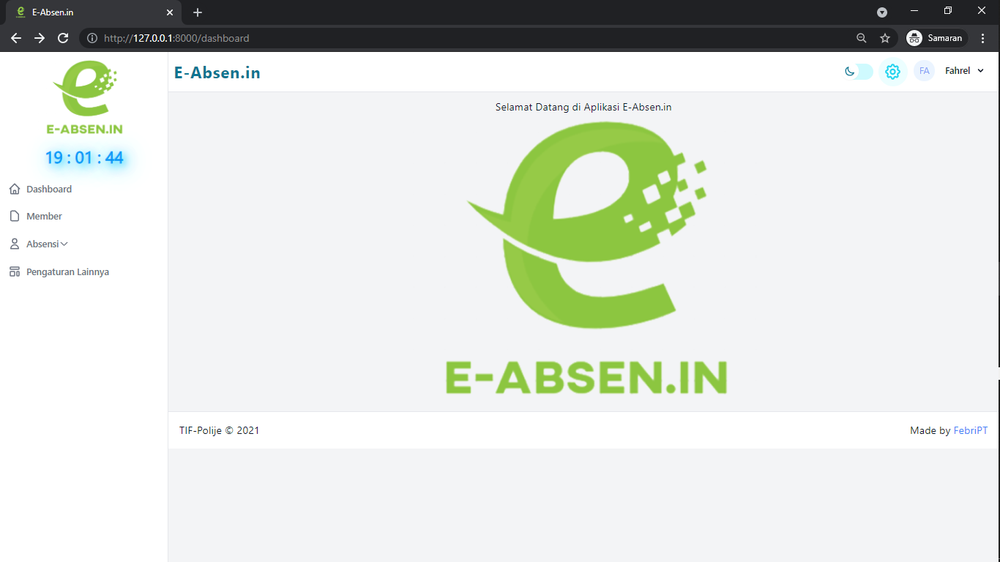 E-Absen.in
http://127.0.0.1:8000/dashboard
Samaran
E-ABSEN.IN
19 : 01 : 44
Dashboard
Member
Absensi
Pengaturan Lainnya
E-Absen.in
FA
Fahrel
Selamat Datang di Aplikasi E-Absen.in
E-ABSEN.IN
TIF-Polije © 2021
Made by FebriPT